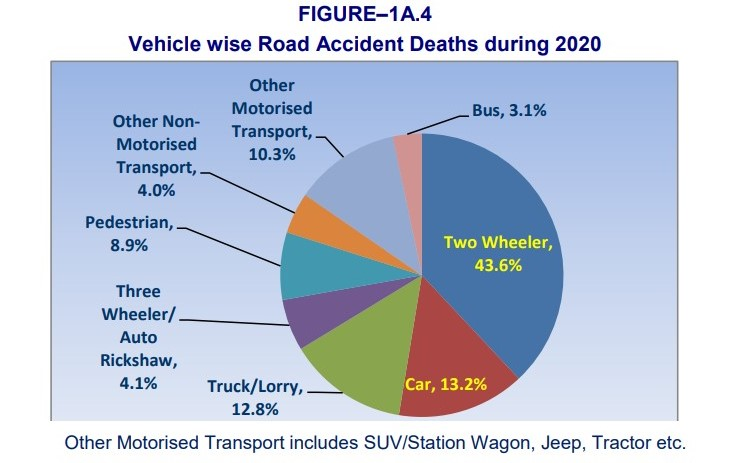 FIGURE–1A.4
Vehicle wise Road Accident Deaths during 2020
Other
Motorised
Transport,
10.3%
Bus, 3.1%
Other Non-
Motorised
Transport,
4.0%
Pedestrian,
8.9%
Two Wheeler,
43.6%
Three
Wheeler/
Auto
Rickshaw,
4.1%
Truck/Lorry,
12.8%
Car, 13.2%
Other Motorised Transport includes SUV/Station Wagon, Jeep, Tractor etc.